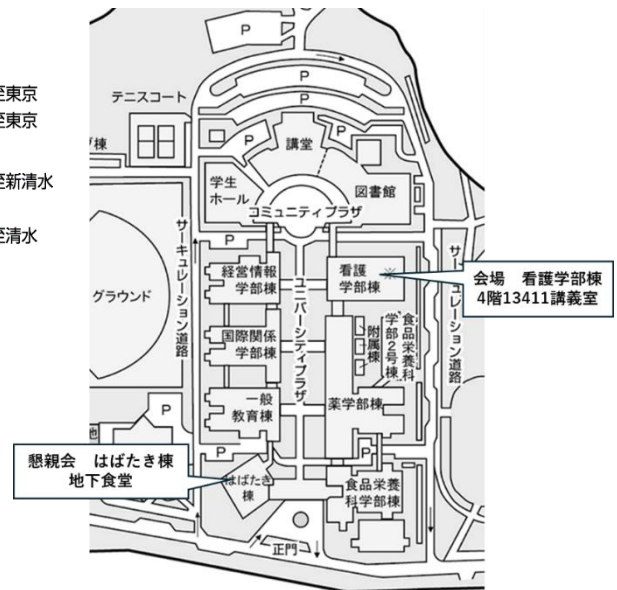 至東京
至東京
至新清水
至清水
P
P
P
テニスコート
P
P
講堂
棟
学生
ホール
図書館
コミュニティプラザ
サーキュレーション道路
P
経営情報
学部棟
看護
学部棟
会場 看護学部棟
4階13411講義室
サーキュレーション道路
グラウンド
ユニバーシティプラザ
国際関係
学部棟
附属棟
食品栄養科
学部2号棟
P
一般
教育棟
薬学部棟
P
P
懇親会 はばたき棟
地下食堂
はばたき
棟
食品栄養
科学部棟
正門